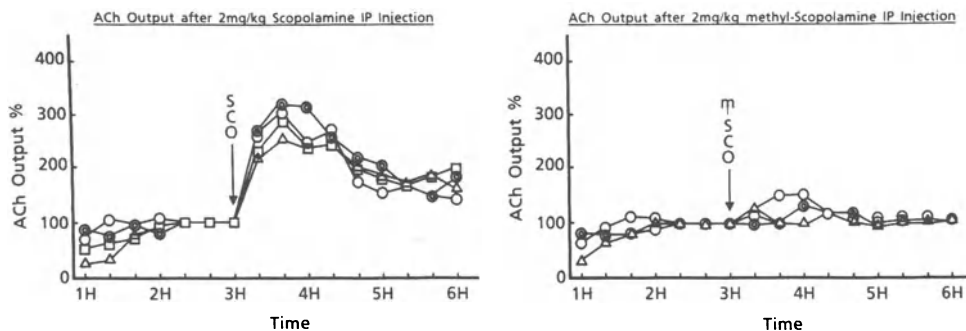 ACh Output after 2mg/kg Scopolamine IP Injection
ACh Output %
400
300
200
100
0
SCO
1H 2H 3H 4H 5H 6H
Time
ACh Output after 2mg/kg methyl-Scopolamine IP Injection
ACh Output %
400
300
200
100
0
m-SCO
1H 2H 3H 4H 5H 6H
Time